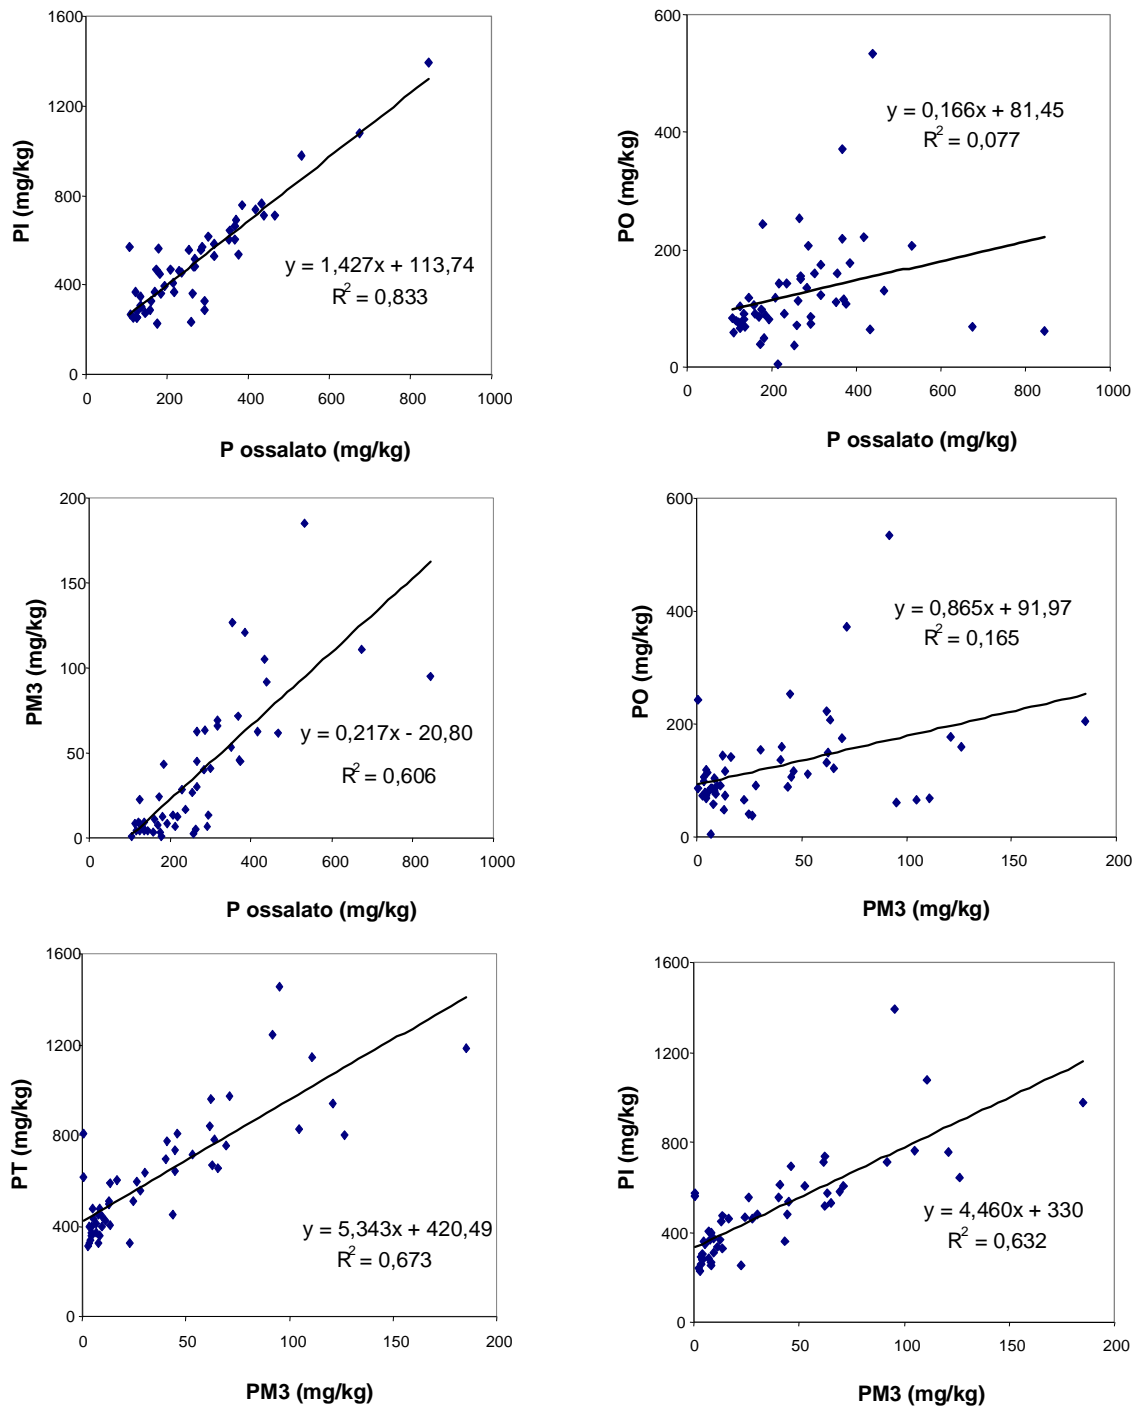 1600
1200
800
400
0
PI (mg/kg)
y = 1,427x + 113,74
R2 = 0,833
0 200 400 600 800 1000
P ossalato (mg/kg)
600
400
200
0
PO (mg/kg)
y = 0,166x + 81,45
R2 = 0,077
0 200 400 600 800 1000
P ossalato (mg/kg)
200
150
100
50
0
PM3 (mg/kg)
y = 0,217x - 20,80
R2 = 0,606
0 200 400 600 800 1000
P ossalato (mg/kg)
600
400
200
0
PO (mg/kg)
y = 0,865x + 91,97
R2 = 0,165
0 50 100 150 200
PM3 (mg/kg)
1600
1200
800
400
0
PT (mg/kg)
y = 5,343x + 420,49
R2 = 0,673
0 50 100 150 200
PM3 (mg/kg)
1600
1200
800
400
0
PI (mg/kg)
y = 4,460x + 330
R2 = 0,632
0 50 100 150 200
PM3 (mg/kg)